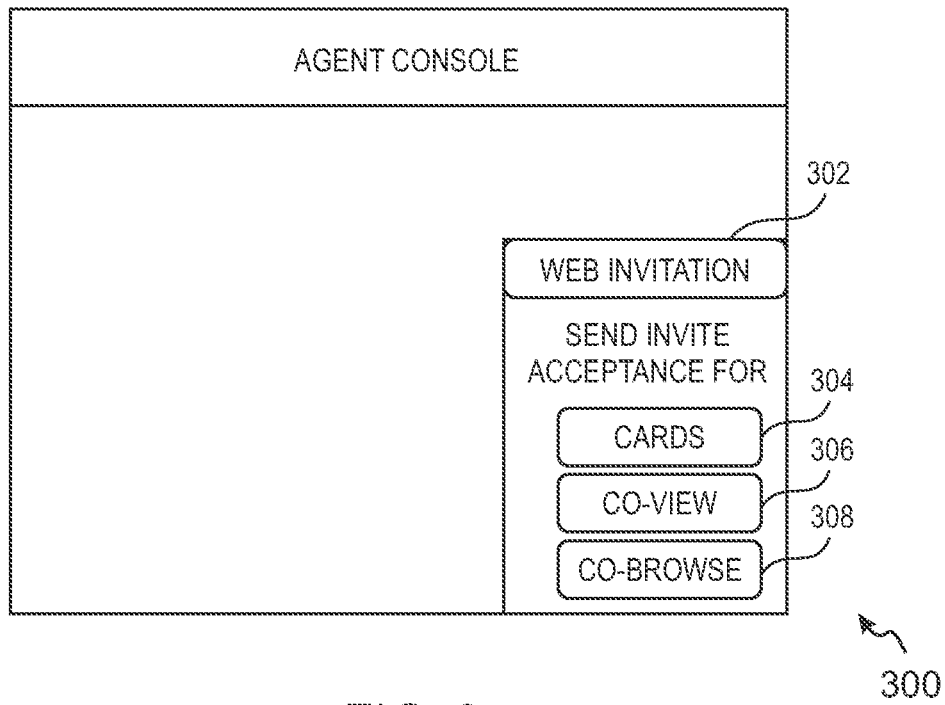 AGENT CONSOLE
302
WEB INVITATION
SEND INVITE
ACCEPTANCE FOR
304
CARDS
306
CO-VIEW
308
CO-BROWSE
300